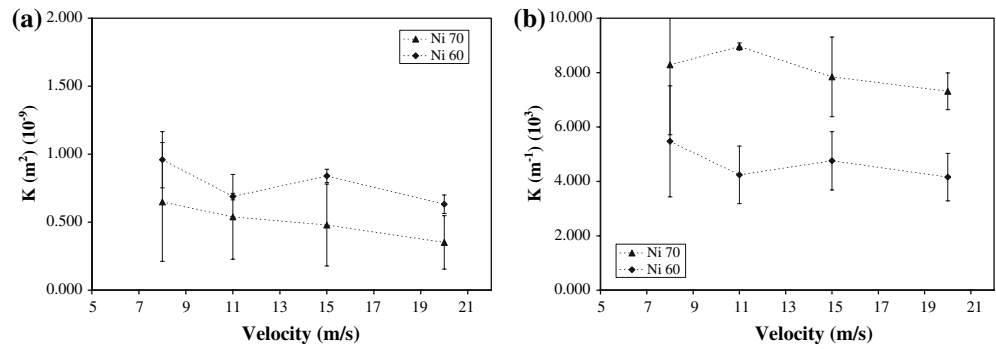 (a)
2.000
1.500
1.000
0.500
0.000
K (m²) (10⁻⁹)
Ni 70
Ni 60
5 7 9 11 13 15 17 19 21
Velocity (m/s)
(b)
10.000
8.000
6.000
4.000
2.000
0.000
K (m⁻¹) (10³)
Ni 70
Ni 60
5 7 9 11 13 15 17 19 21
Velocity (m/s)